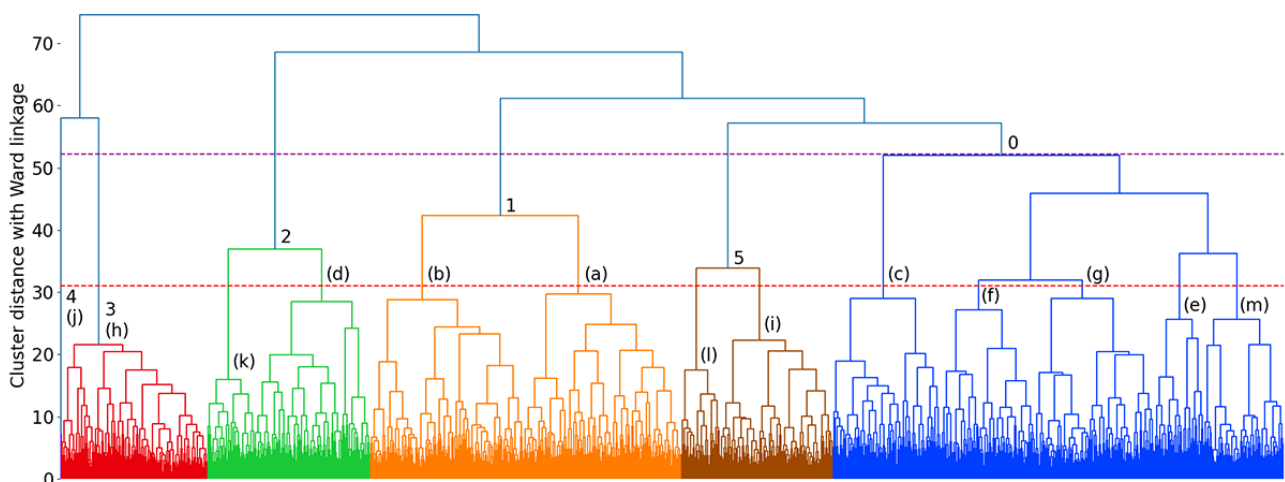 Cluster distance with Ward linkage
70
60
50
40
30
20
10
0
0
1
2
5
(d)
(b)
(a)
(c)
(g)
4
(j)
3
(h)
(f)
(e)
(m)
(k)
(l)
(i)